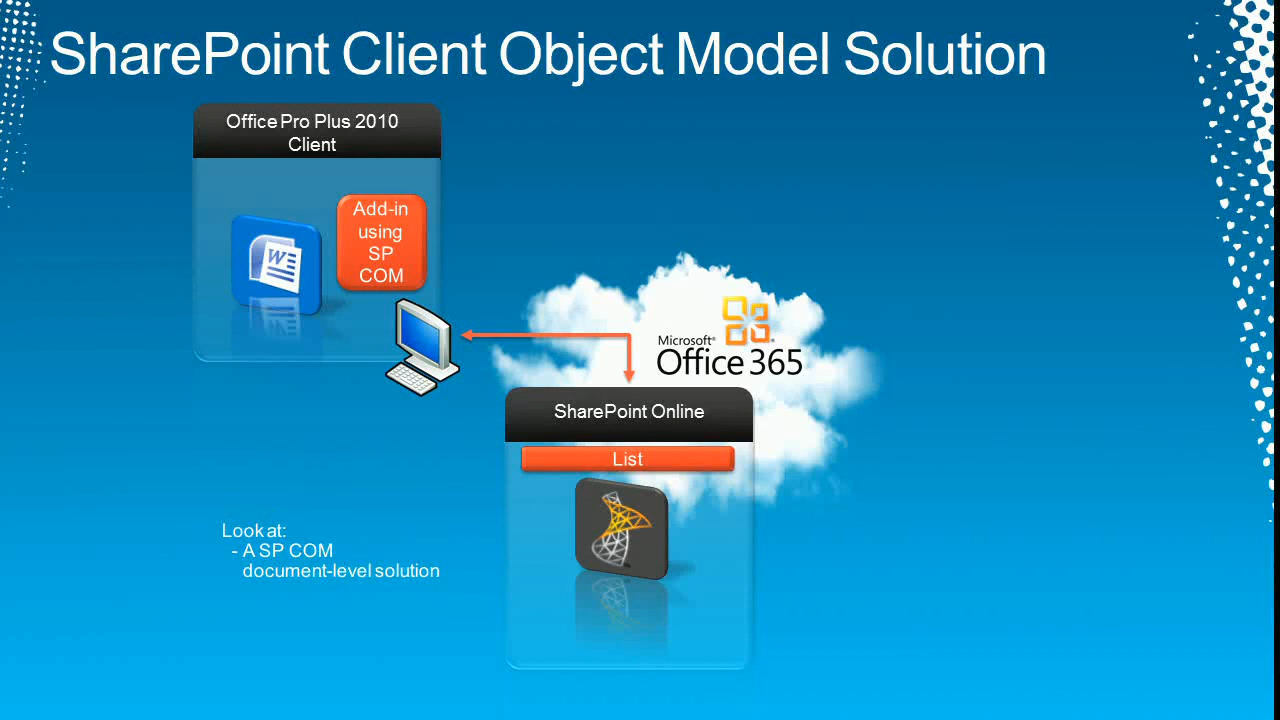 SharePoint Client Object Model Solution
Office Pro Plus 2010
Client
Add-in
using
SP
COM
W
Microsoft®
Office 365
SharePoint Online
List
Look at:
- A SP COM
document-level solution